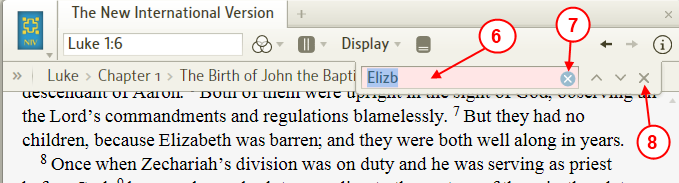 The New International Version
NIV
Luke 1:6
Display
6
7
Luke Chapter 1 The Birth of John the Bapti
Elizb
8
descendant of Aaron. Both of them were upright in the sight of God, observing all
the Lord’s commandments and regulations blamelessly. 7 But they had no
children, because Elizabeth was barren; and they were both well along in years.
8 Once when Zechariah’s division was on duty and he was serving as priest